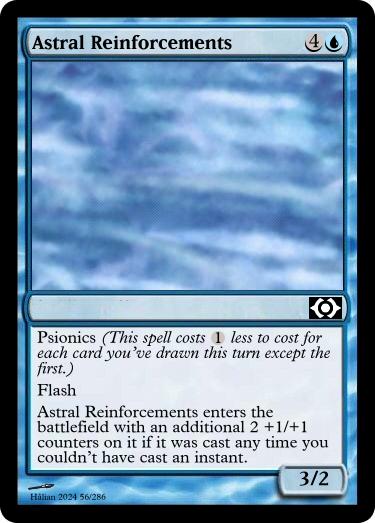 Astral Reinforcements 4
Psionics (This spell costs 1 less to cost for
each card you've drawn this turn except the
first.)
Flash
Astral Reinforcements enters the
battlefield with an additional 2 +1/+1
counters on it if it was cast any time you
couldn't have cast an instant.
3/2
Hålian 2024 56/286